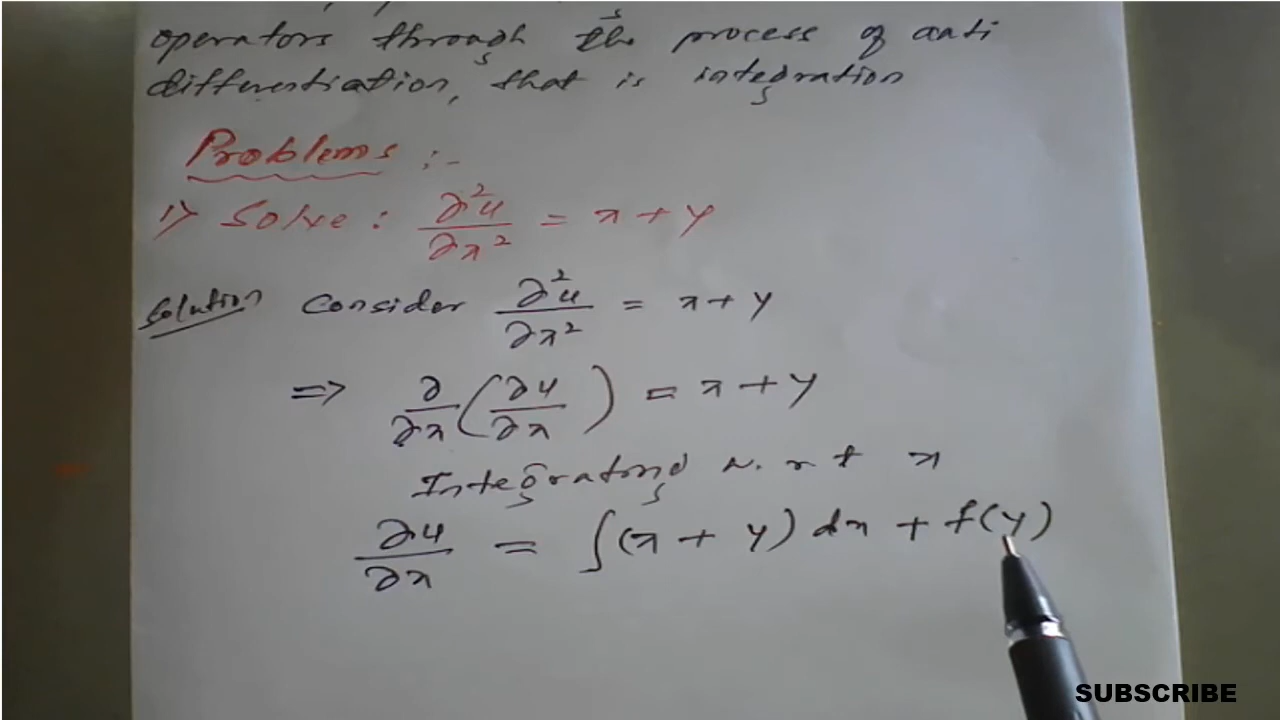 operators through the process of anti
differentiation, that is integration
Problems :-
1) Solve : ∂²u/∂x² = x + y
Solution Consider ∂²u/∂x² = x + y
=> ∂/∂x (∂u/∂x) = x + y
Integrating w.r.t x
∂u/∂x = ∫(x + y) dx + f(y)
SUBSCRIBE